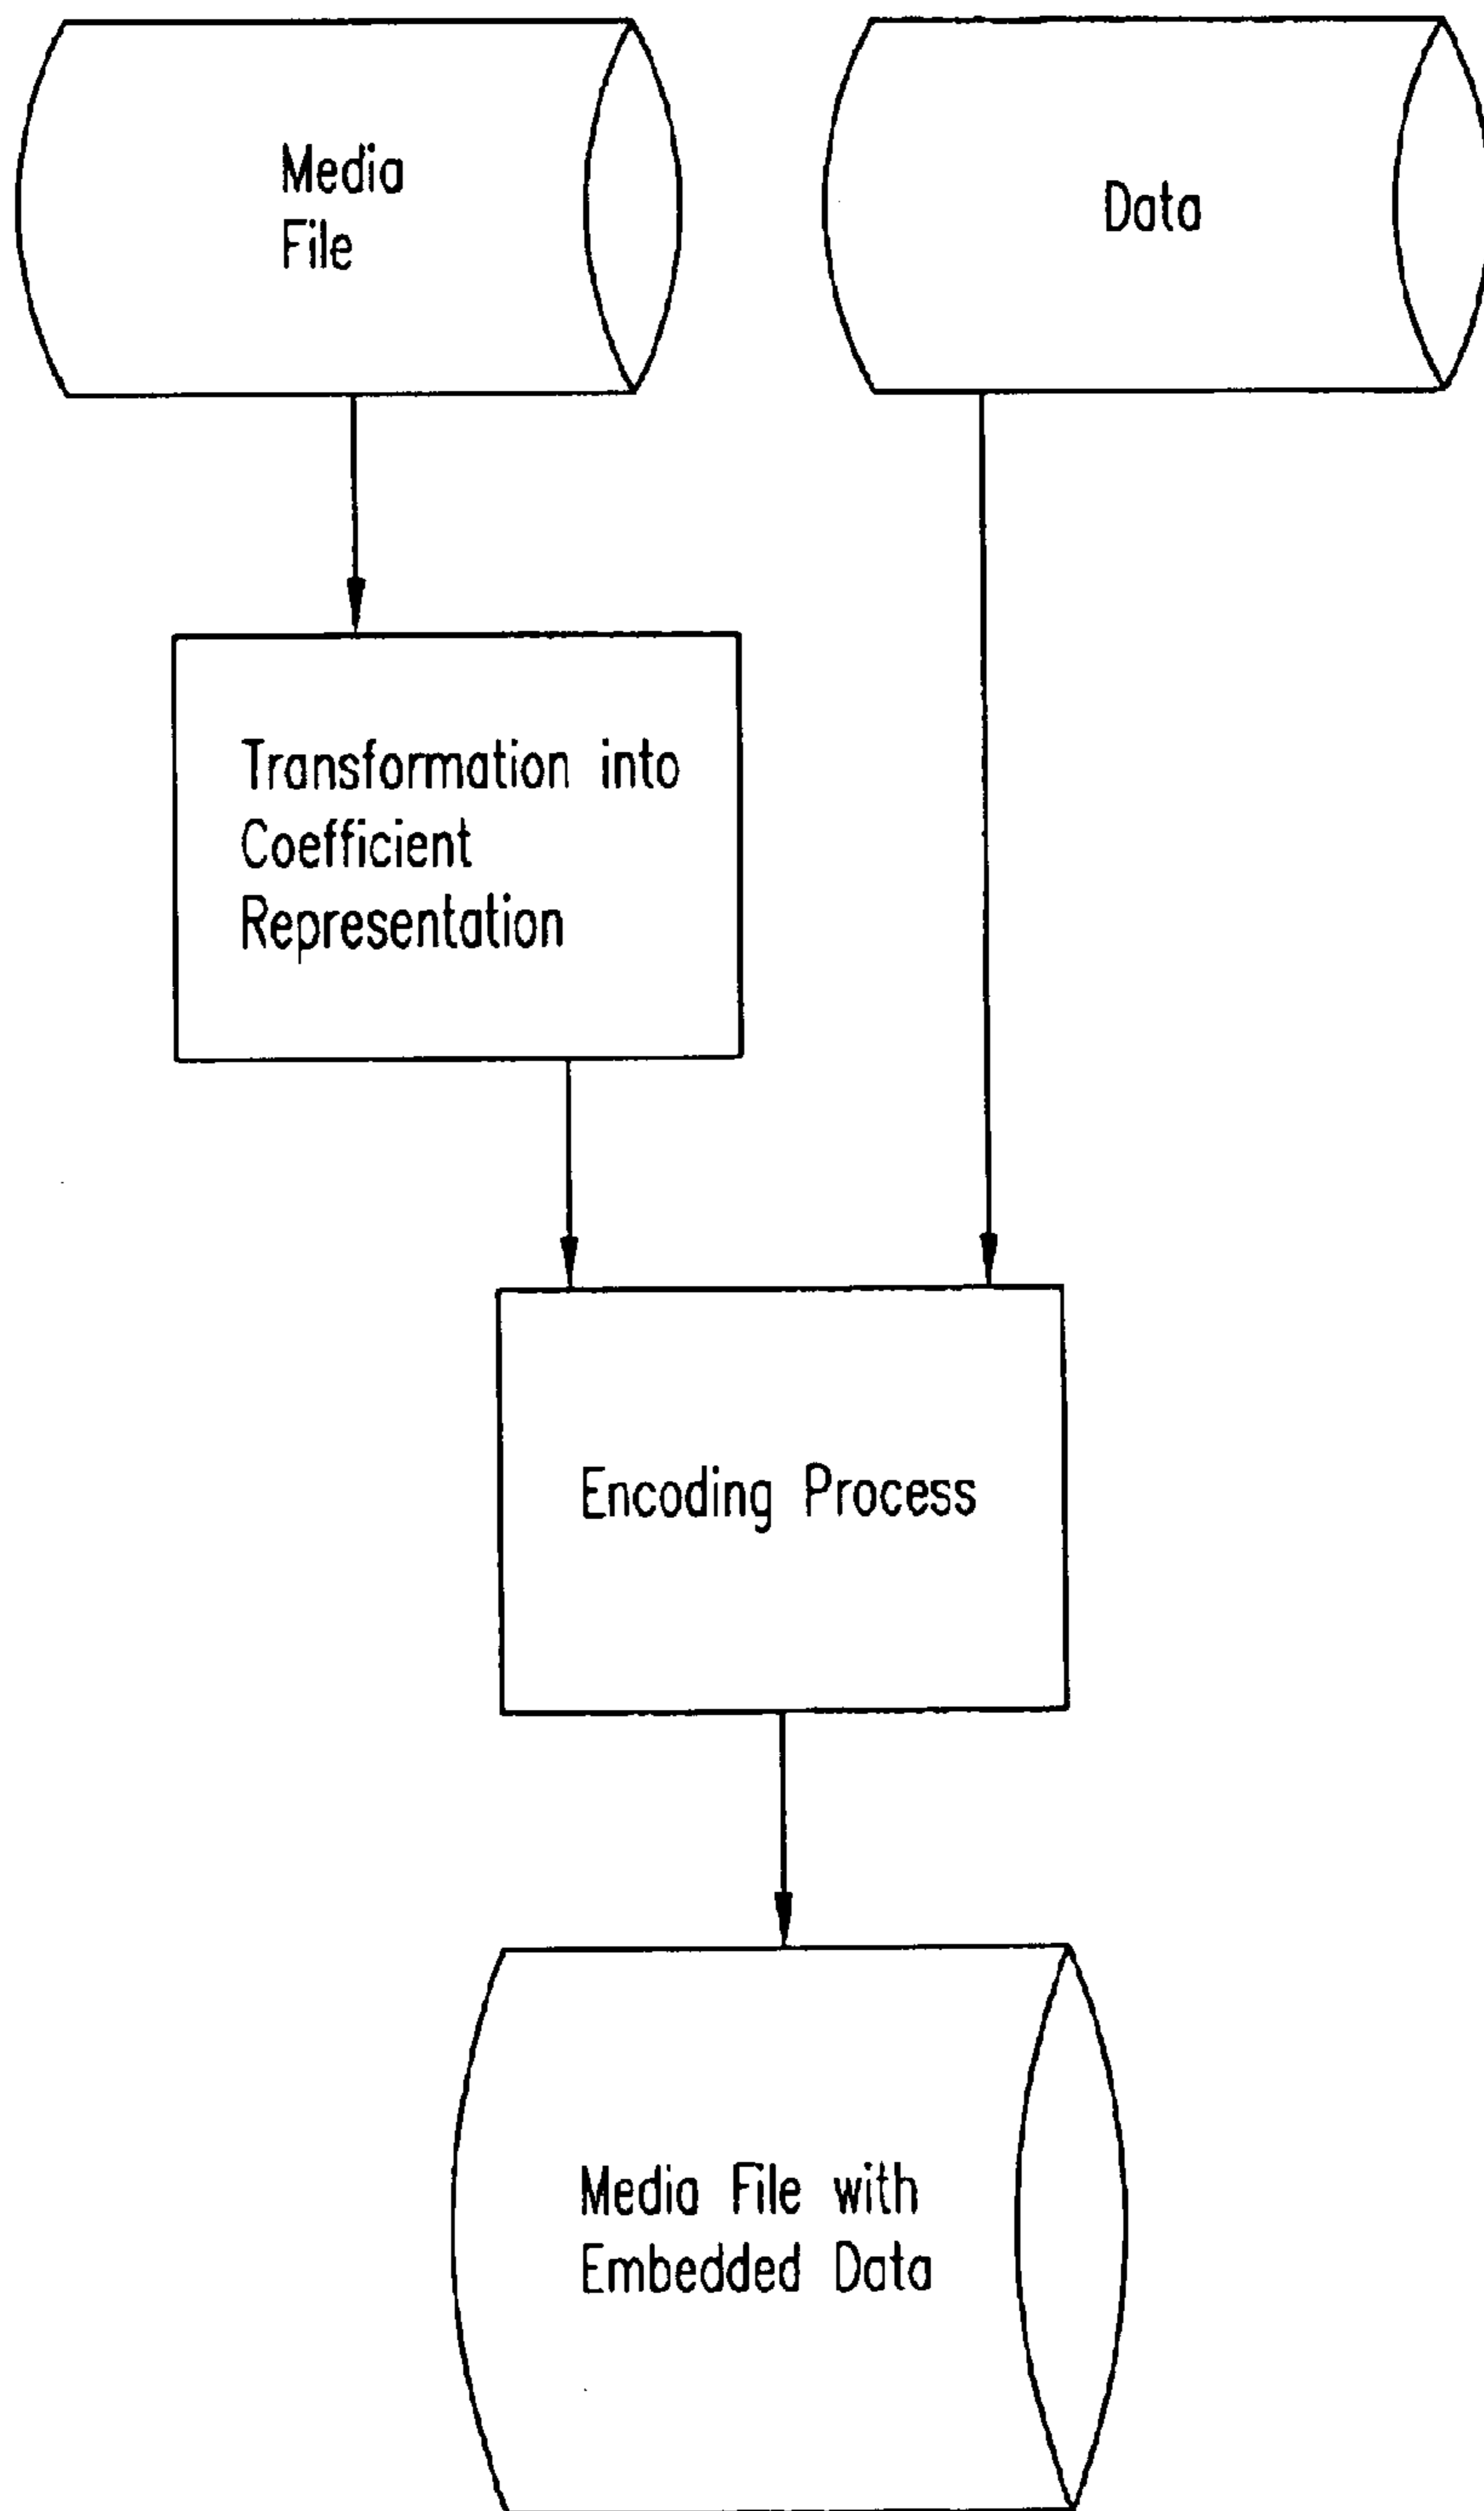 Media
File
Data
Transformation into
Coefficient
Representation
Encoding Process
Media File with
Embedded Data